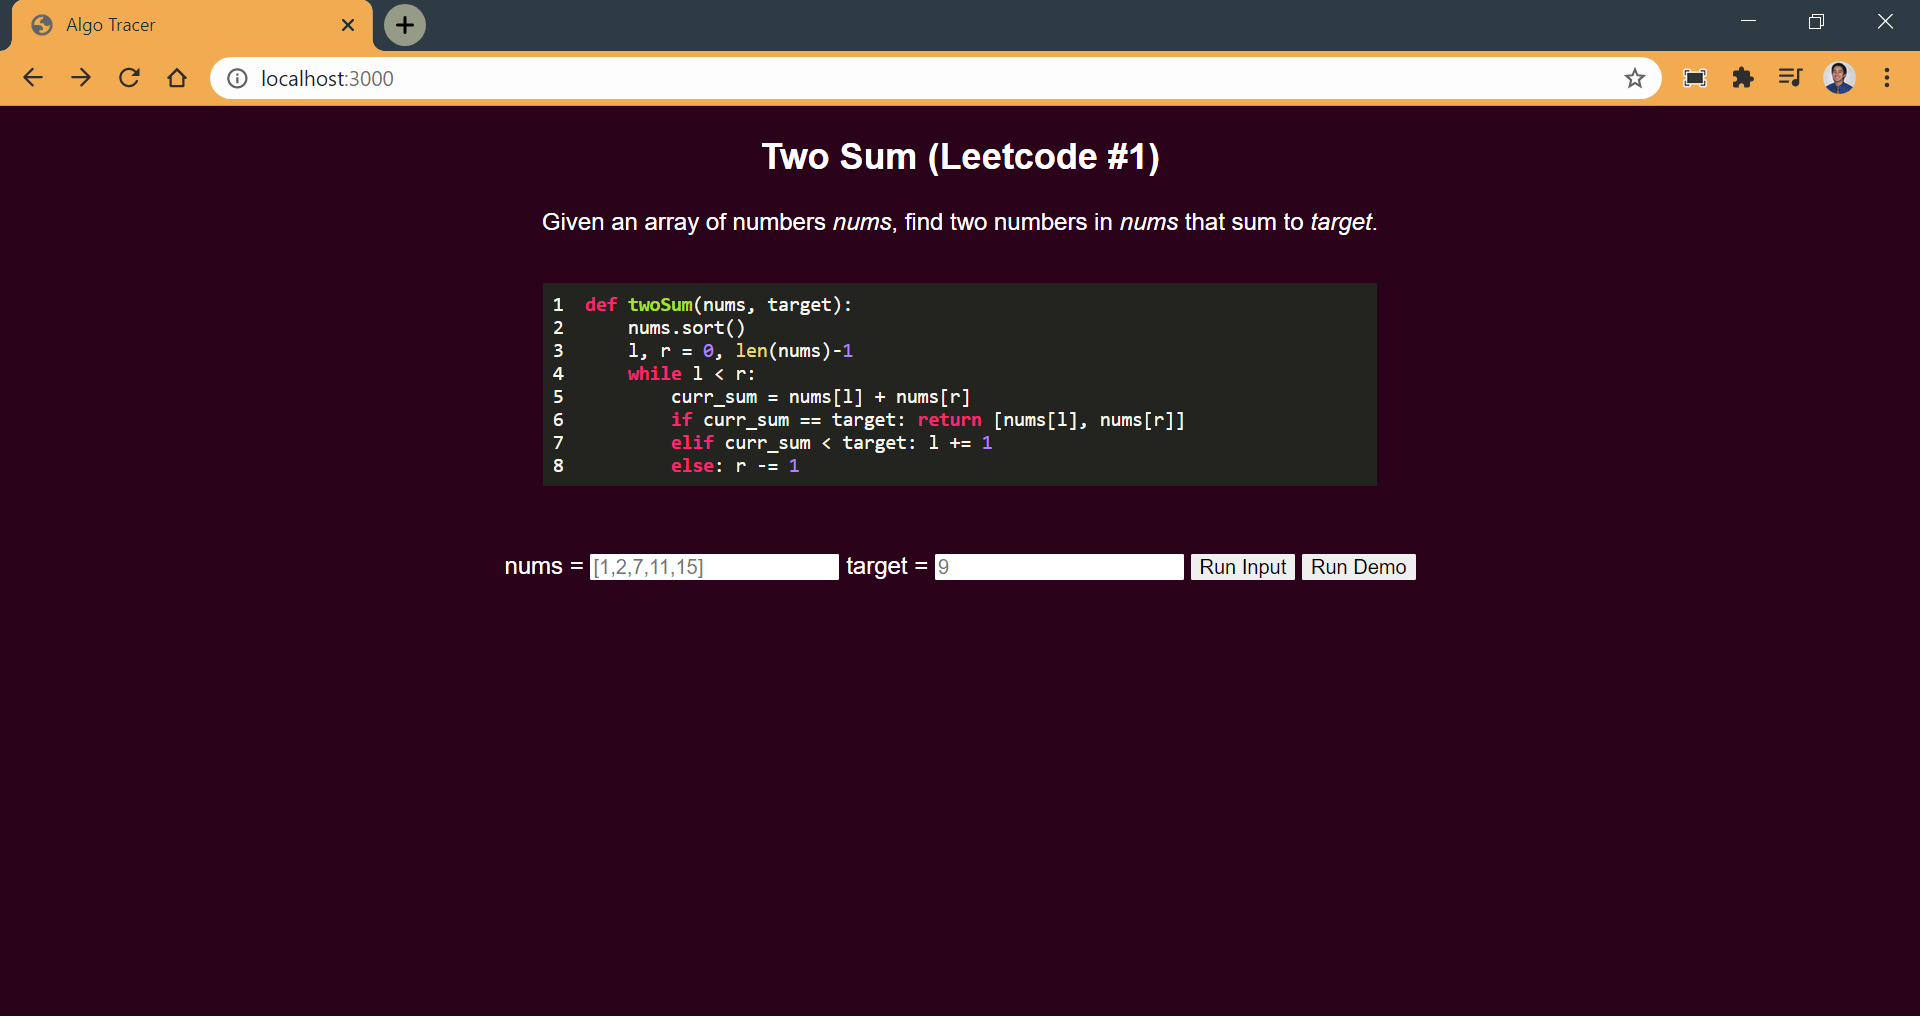 Algo Tracer
localhost:3000
Two Sum (Leetcode #1)
Given an array of numbers nums, find two numbers in nums that sum to target.
1 def twoSum(nums, target):
2     nums.sort()
3     l, r = 0, len(nums)-1
4     while l < r:
5         curr_sum = nums[l] + nums[r]
6         if curr_sum == target: return [nums[l], nums[r]]
7         elif curr_sum < target: l += 1
8         else: r -= 1
nums = [1,2,7,11,15] target = 9 Run Input Run Demo